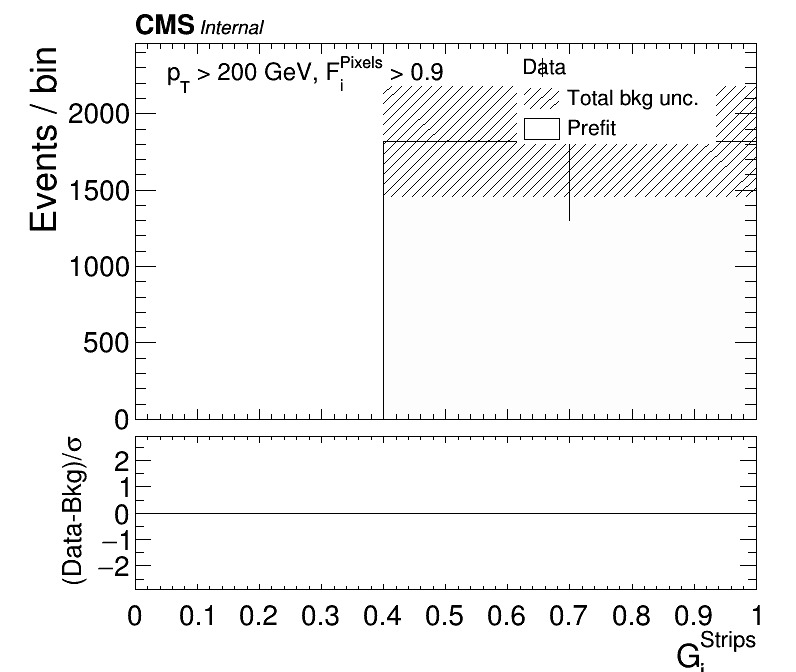 CMS Internal
p_T > 200 GeV, F_i^Pixels > 0.9
Data
Total bkg unc.
Prefit
Events / bin
2000
1500
1000
500
0
(Data-Bkg)/σ
2
1
0
−1
−2
0 0.1 0.2 0.3 0.4 0.5 0.6 0.7 0.8 0.9 1
G_i^Strips